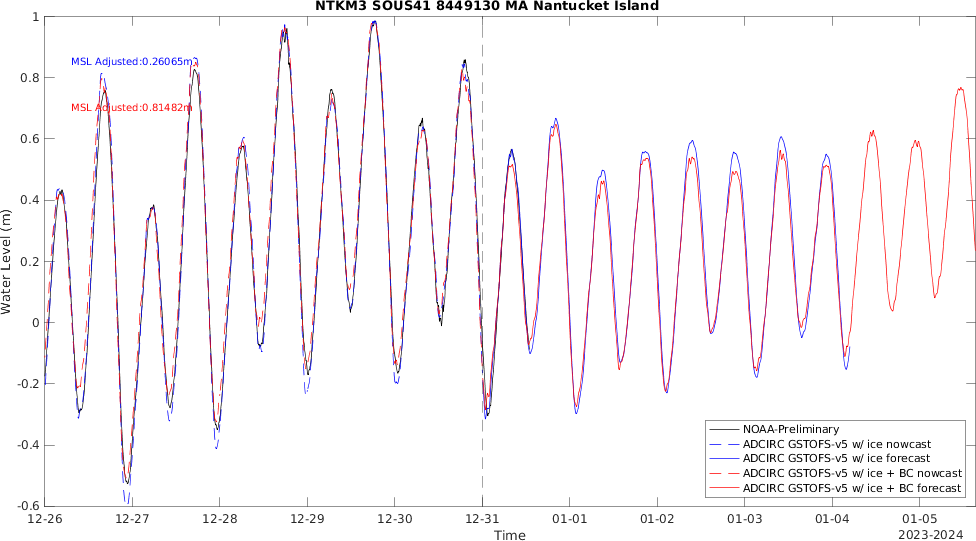 NTKM3 SOUS41 8449130 MA Nantucket Island
Water Level (m)
1
0.8
0.6
0.4
0.2
0
-0.2
-0.4
-0.6
MSL Adjusted:0.26065m
MSL Adjusted:0.81482m
NOAA-Preliminary
ADCIRC GSTOFS-v5 w/ ice nowcast
ADCIRC GSTOFS-v5 w/ ice forecast
ADCIRC GSTOFS-v5 w/ ice + BC nowcast
ADCIRC GSTOFS-v5 w/ ice + BC forecast
12-26 12-27 12-28 12-29 12-30 12-31 01-01 01-02 01-03 01-04 01-05
2023-2024
Time